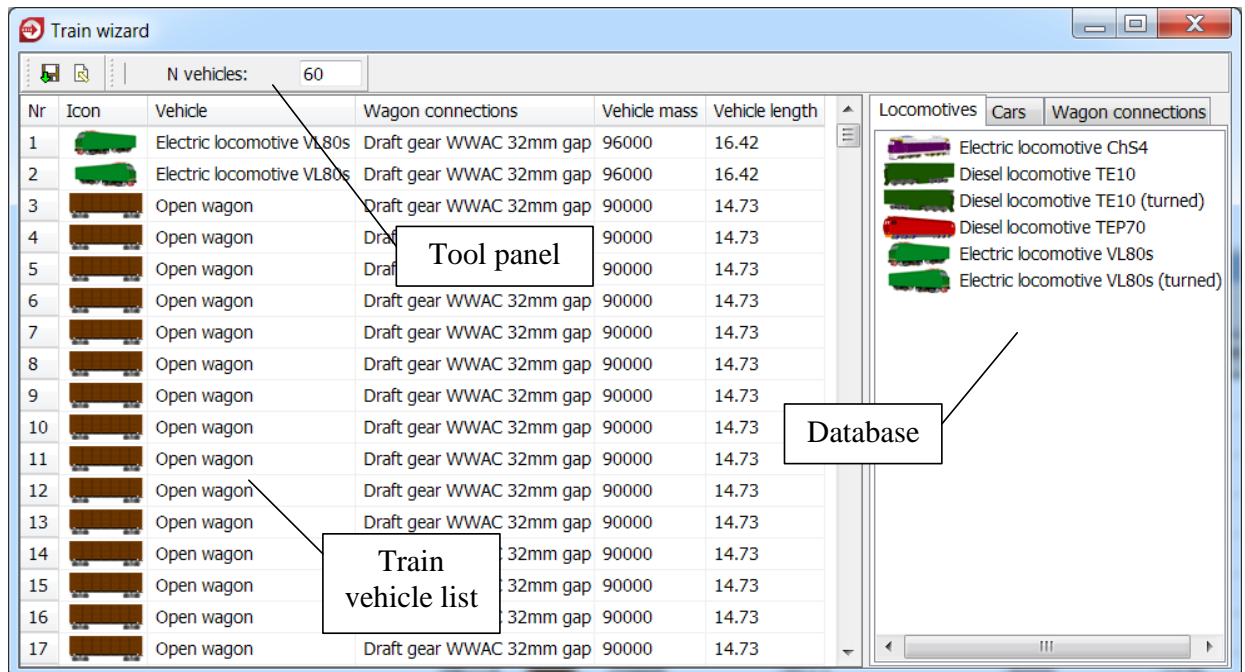 Train wizard
N vehicles: 60
Nr Icon Vehicle Wagon connections Vehicle mass Vehicle length
1 Electric locomotive VL80s Draft gear WWAC 32mm gap 96000 16.42
2 Electric locomotive VL80s Draft gear WWAC 32mm gap 96000 16.42
3 Open wagon Draft gear WWAC 32mm gap 90000 14.73
4 Open wagon Draf 90000 14.73
5 Open wagon Draf 90000 14.73
6 Open wagon Draft gear WWAC 32mm gap 90000 14.73
7 Open wagon Draft gear WWAC 32mm gap 90000 14.73
8 Open wagon Draft gear WWAC 32mm gap 90000 14.73
9 Open wagon Draft gear WWAC 32mm gap 90000 14.73
10 Open wagon Draft gear WWAC 32mm gap 90000 14.73
11 Open wagon Draft gear WWAC 32mm gap 90000 14.73
12 Open wagon Draft gear WWAC 32mm gap 90000 14.73
13 Open wagon Draft gear WWAC 32mm gap 90000 14.73
14 Open wagon 32mm gap 90000 14.73
15 Open wagon 32mm gap 90000 14.73
16 Open wagon 32mm gap 90000 14.73
17 Open wagon Draft gear WWAC 32mm gap 90000 14.73
Tool panel
Train
vehicle list
Locomotives Cars Wagon connections
Electric locomotive ChS4
Diesel locomotive TE10
Diesel locomotive TE10 (turned)
Diesel locomotive TEP70
Electric locomotive VL80s
Electric locomotive VL80s (turned)
Database